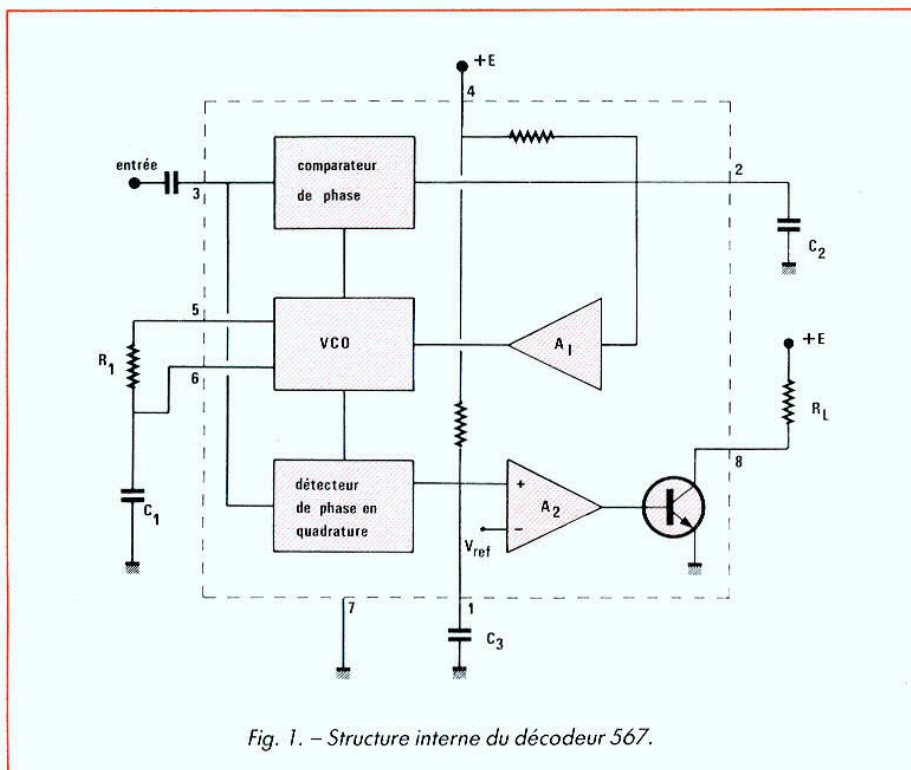 +E
4
entrée
3
comparateur
de phase
2
C2
5
R1
6
VCO
A1
+E
RL
8
C1
détecteur
de phase en
quadrature
+
A2
Vref
−
7
1
C3
Fig. 1. – Structure interne du décodeur 567.